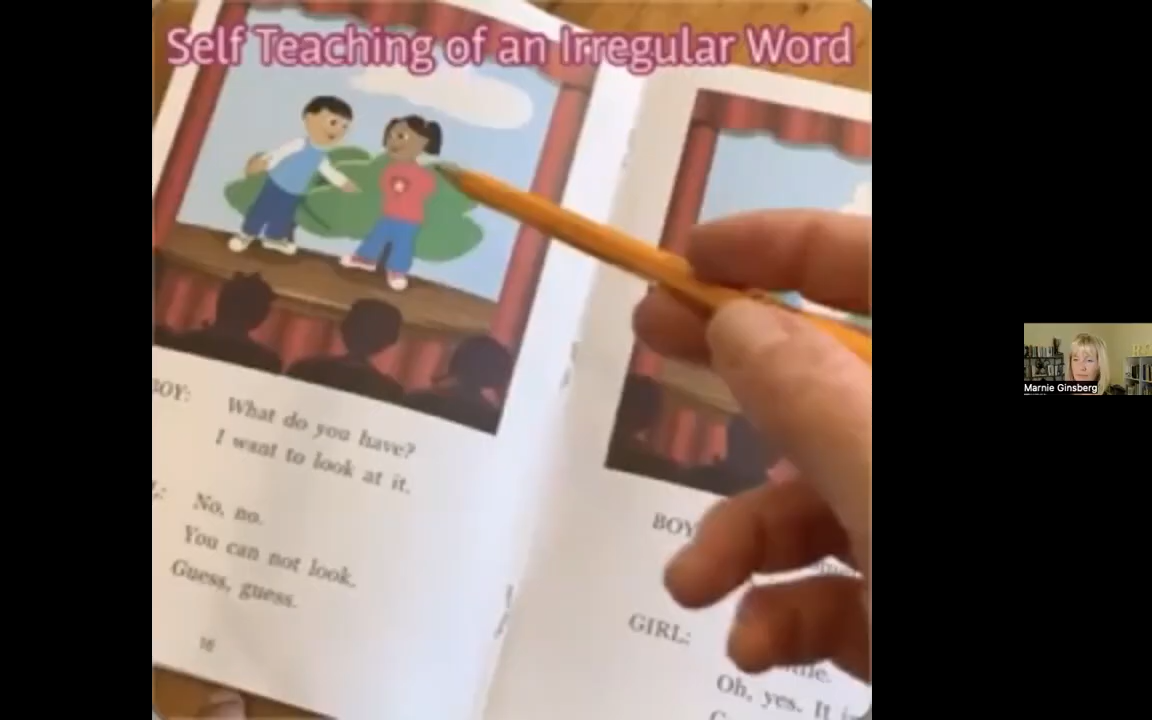 Self Teaching of an Irregular Word
BOY: What do you have?
I want to look at it.
No, no.
You can not look.
Guess, guess.
16
BOY
GIRL:
Oh, yes. It
Marnie Ginsberg